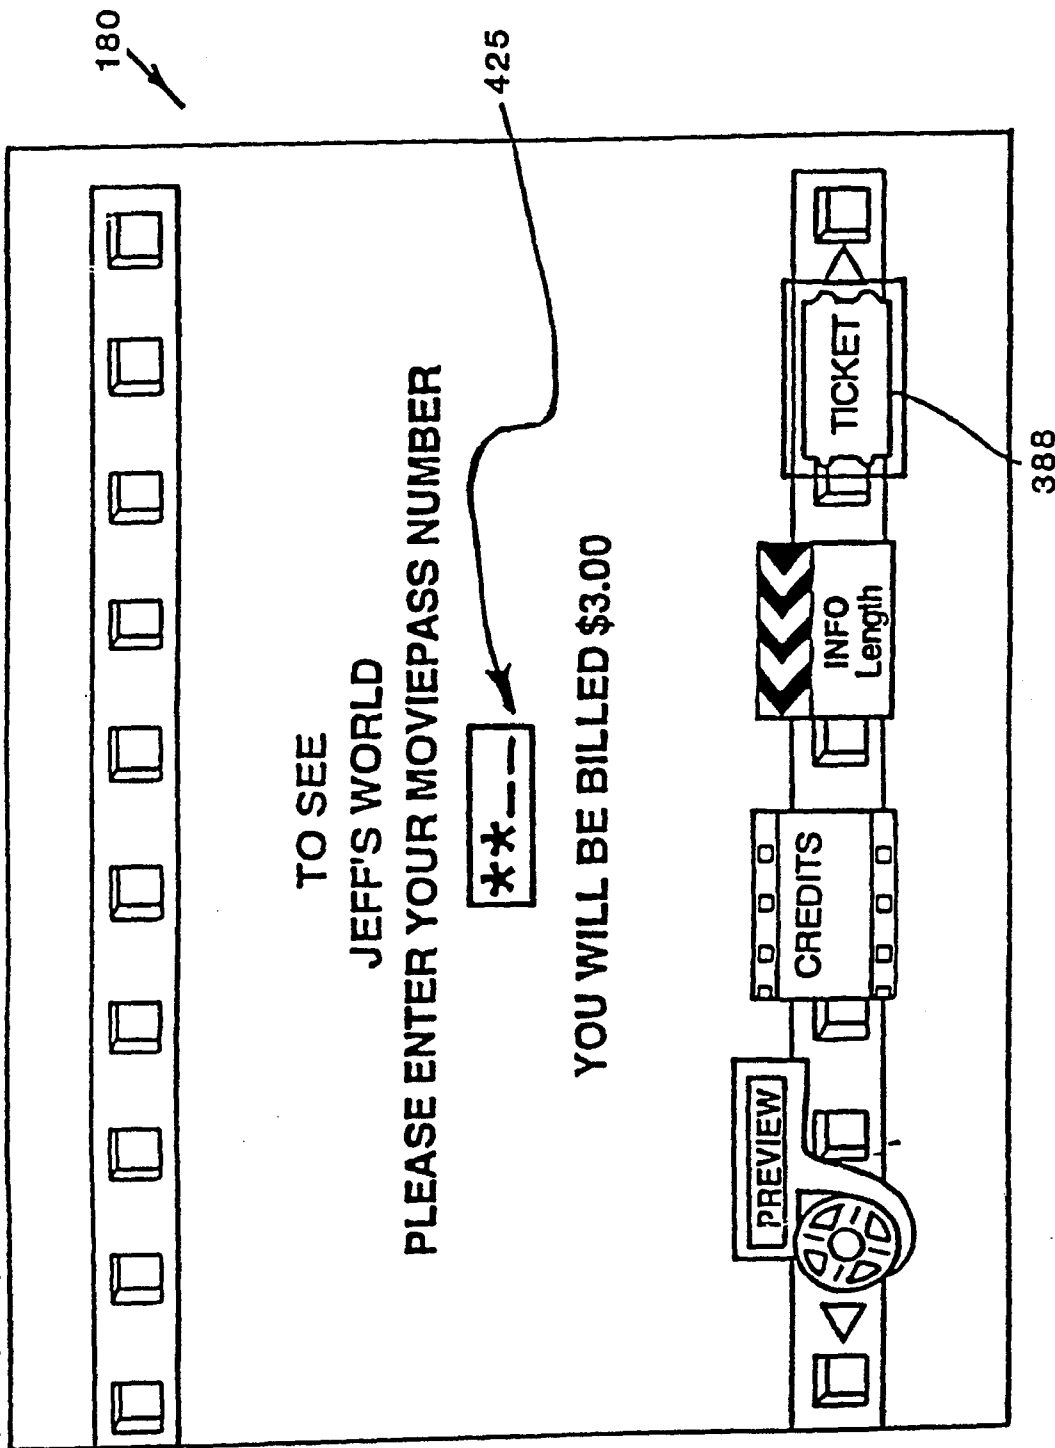 180
TO SEE
JEFF'S WORLD
PLEASE ENTER YOUR MOVIEPASS NUMBER
**__
425
YOU WILL BE BILLED $3.00
PREVIEW
CREDITS
INFO
Length
TICKET
388